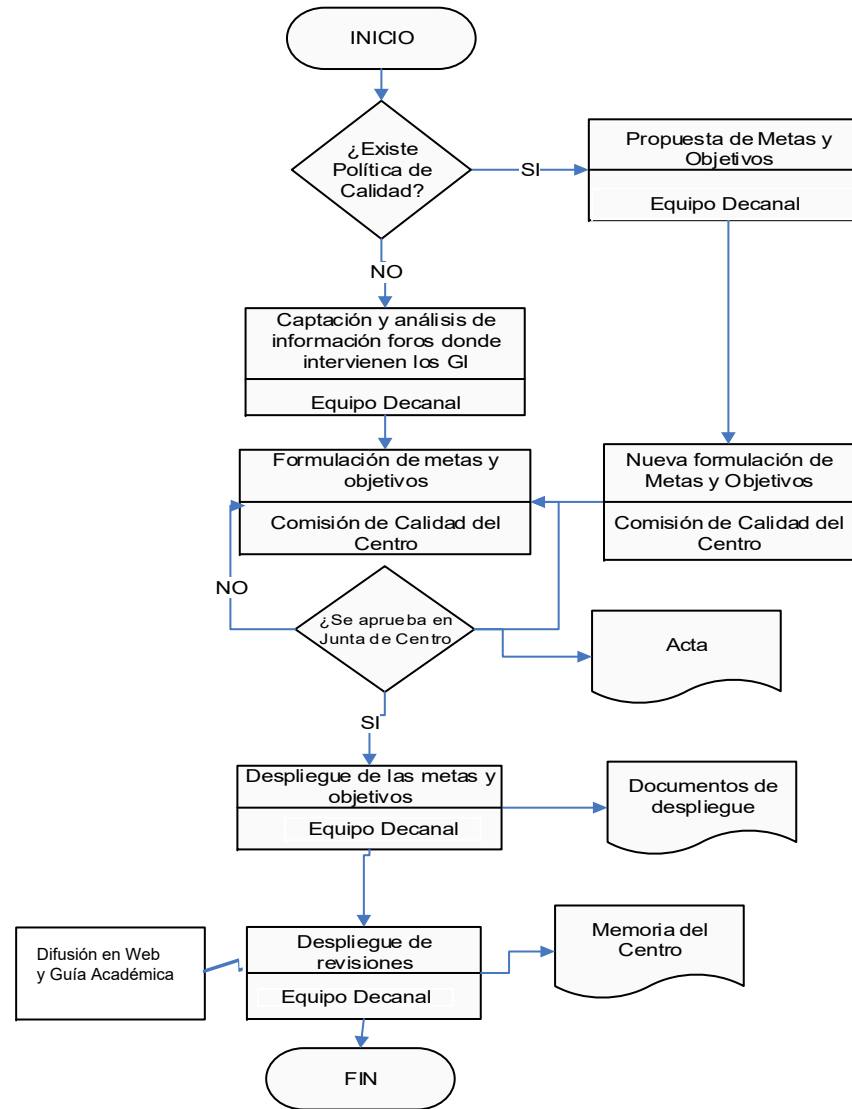 INICIO
¿Existe
Política de
Calidad?
SI
Propuesta de Metas y
Objetivos
Equipo Decanal
NO
Captación y análisis de
información foros donde
intervienen los GI
Equipo Decanal
Formulación de metas y
objetivos
Comisión de Calidad del
Centro
Nueva formulación de
Metas y Objetivos
Comisión de Calidad del
Centro
NO
¿Se aprueba en
Junta de Centro
Acta
SI
Despliegue de las metas y
objetivos
Equipo Decanal
Documentos de
despliegue
Difusión en Web
y Guía Académica
Despliegue de
revisiones
Equipo Decanal
Memoria del
Centro
FIN